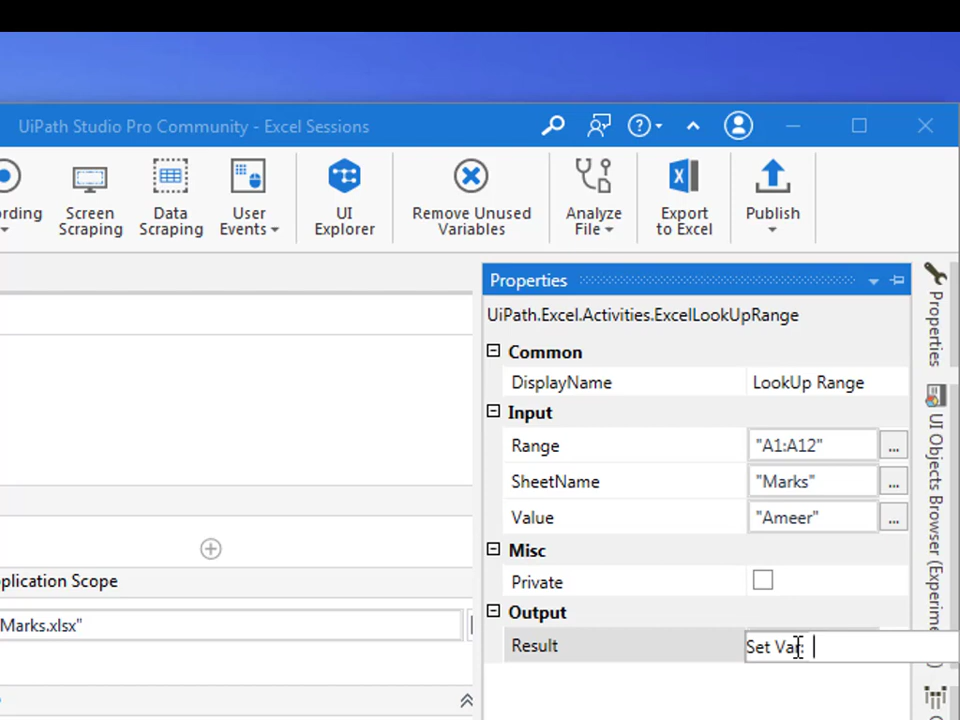 UiPath Studio Pro Community - Excel Sessions
ording
Screen Scraping
Data Scraping
User Events
UI Explorer
Remove Unused Variables
Analyze File
Export to Excel
Publish
Properties
UiPath.Excel.Activities.ExcelLookUpRange
Common
DisplayName LookUp Range
Input
Range "A1:A12" ...
SheetName "Marks" ...
Value "Ameer" ...
Misc
Private
Output
Result Set Var:
pplication Scope
Marks.xlsx"
Properties
UI Objects Browser (Experime